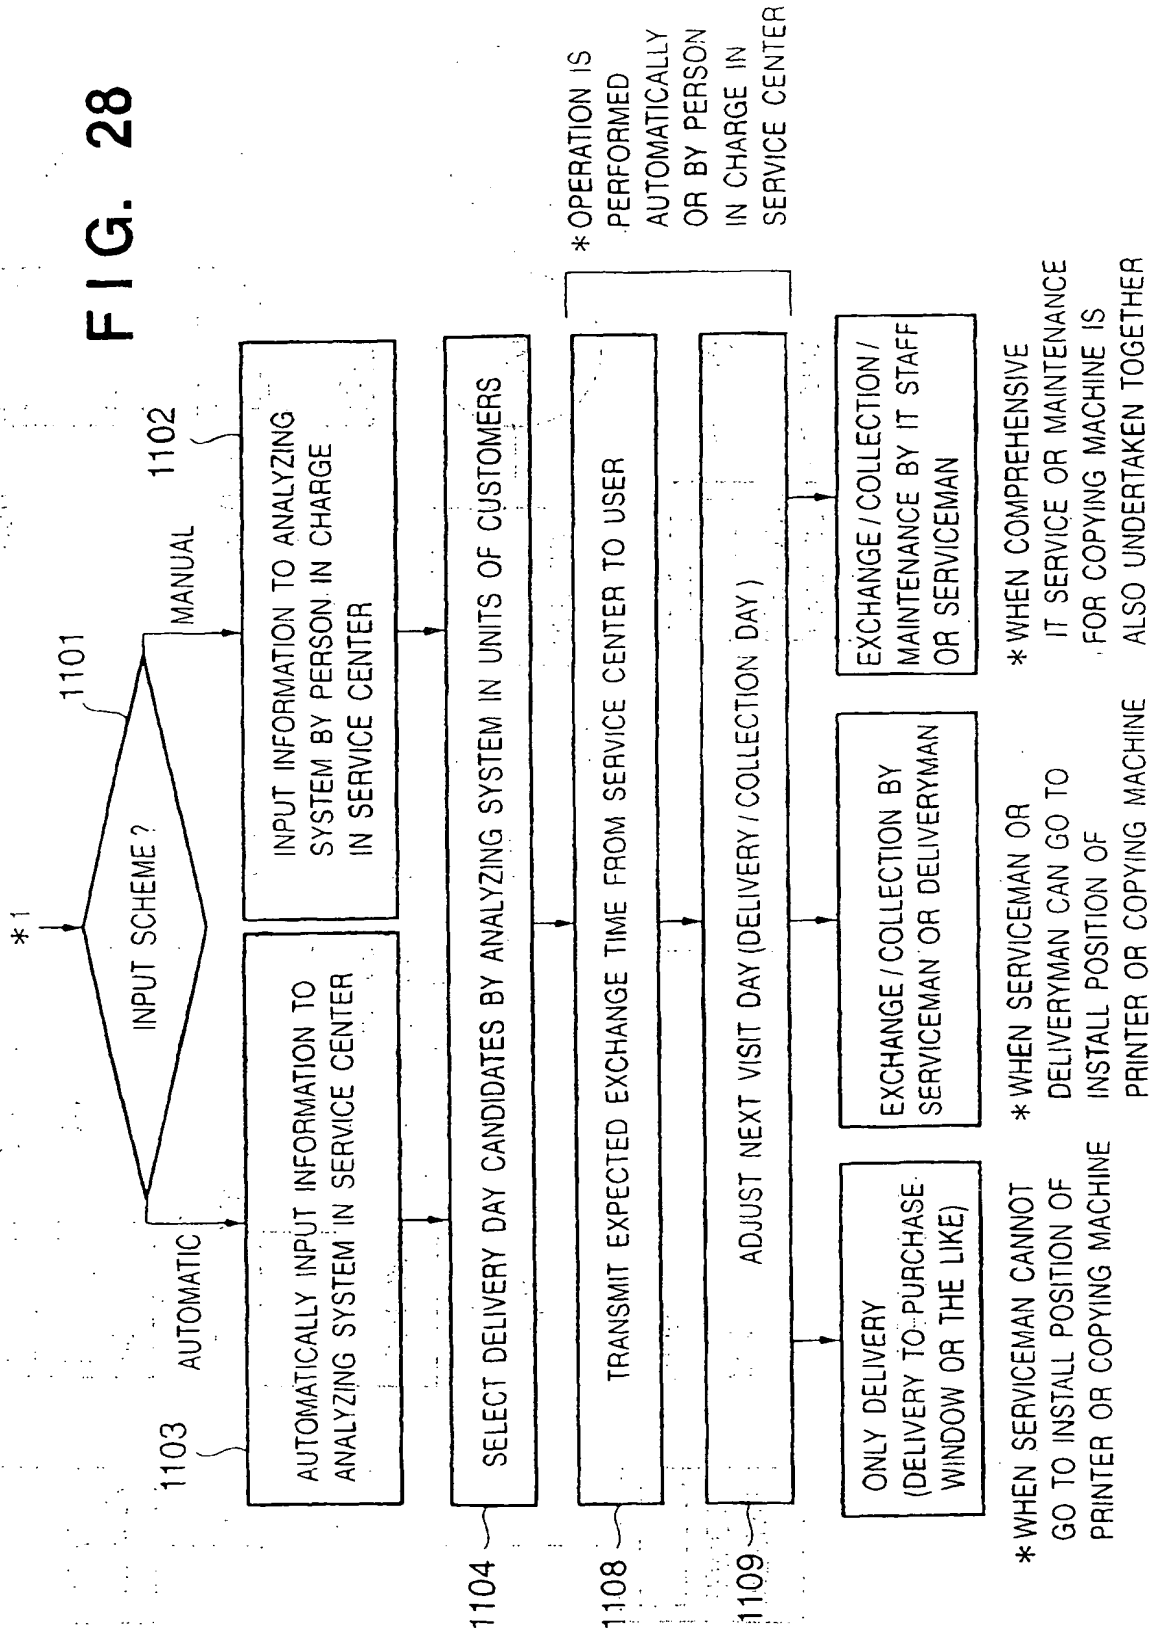 FIG. 28
*1
INPUT SCHEME?
1101
AUTOMATIC
MANUAL
1103
AUTOMATICALLY INPUT INFORMATION TO
ANALYZING SYSTEM IN SERVICE CENTER
1102
INPUT INFORMATION TO ANALYZING
SYSTEM BY PERSON IN CHARGE
IN SERVICE CENTER
1104
SELECT DELIVERY DAY CANDIDATES BY ANALYZING SYSTEM IN UNITS OF CUSTOMERS
1108
TRANSMIT EXPECTED EXCHANGE TIME FROM SERVICE CENTER TO USER
1109
ADJUST NEXT VISIT DAY (DELIVERY / COLLECTION DAY)
*OPERATION IS
PERFORMED
AUTOMATICALLY
OR BY PERSON
IN CHARGE IN
SERVICE CENTER
ONLY DELIVERY
(DELIVERY TO PURCHASE
WINDOW OR THE LIKE)
*WHEN SERVICEMAN CANNOT
GO TO INSTALL POSITION OF
PRINTER OR COPYING MACHINE
EXCHANGE / COLLECTION BY
SERVICEMAN OR DELIVERYMAN
*WHEN SERVICEMAN OR
DELIVERYMAN CAN GO TO
INSTALL POSITION OF
PRINTER OR COPYING MACHINE
EXCHANGE / COLLECTION /
MAINTENANCE BY IT STAFF
OR SERVICEMAN
*WHEN COMPREHENSIVE
IT SERVICE OR MAINTENANCE
FOR COPYING MACHINE IS
ALSO UNDERTAKEN TOGETHER